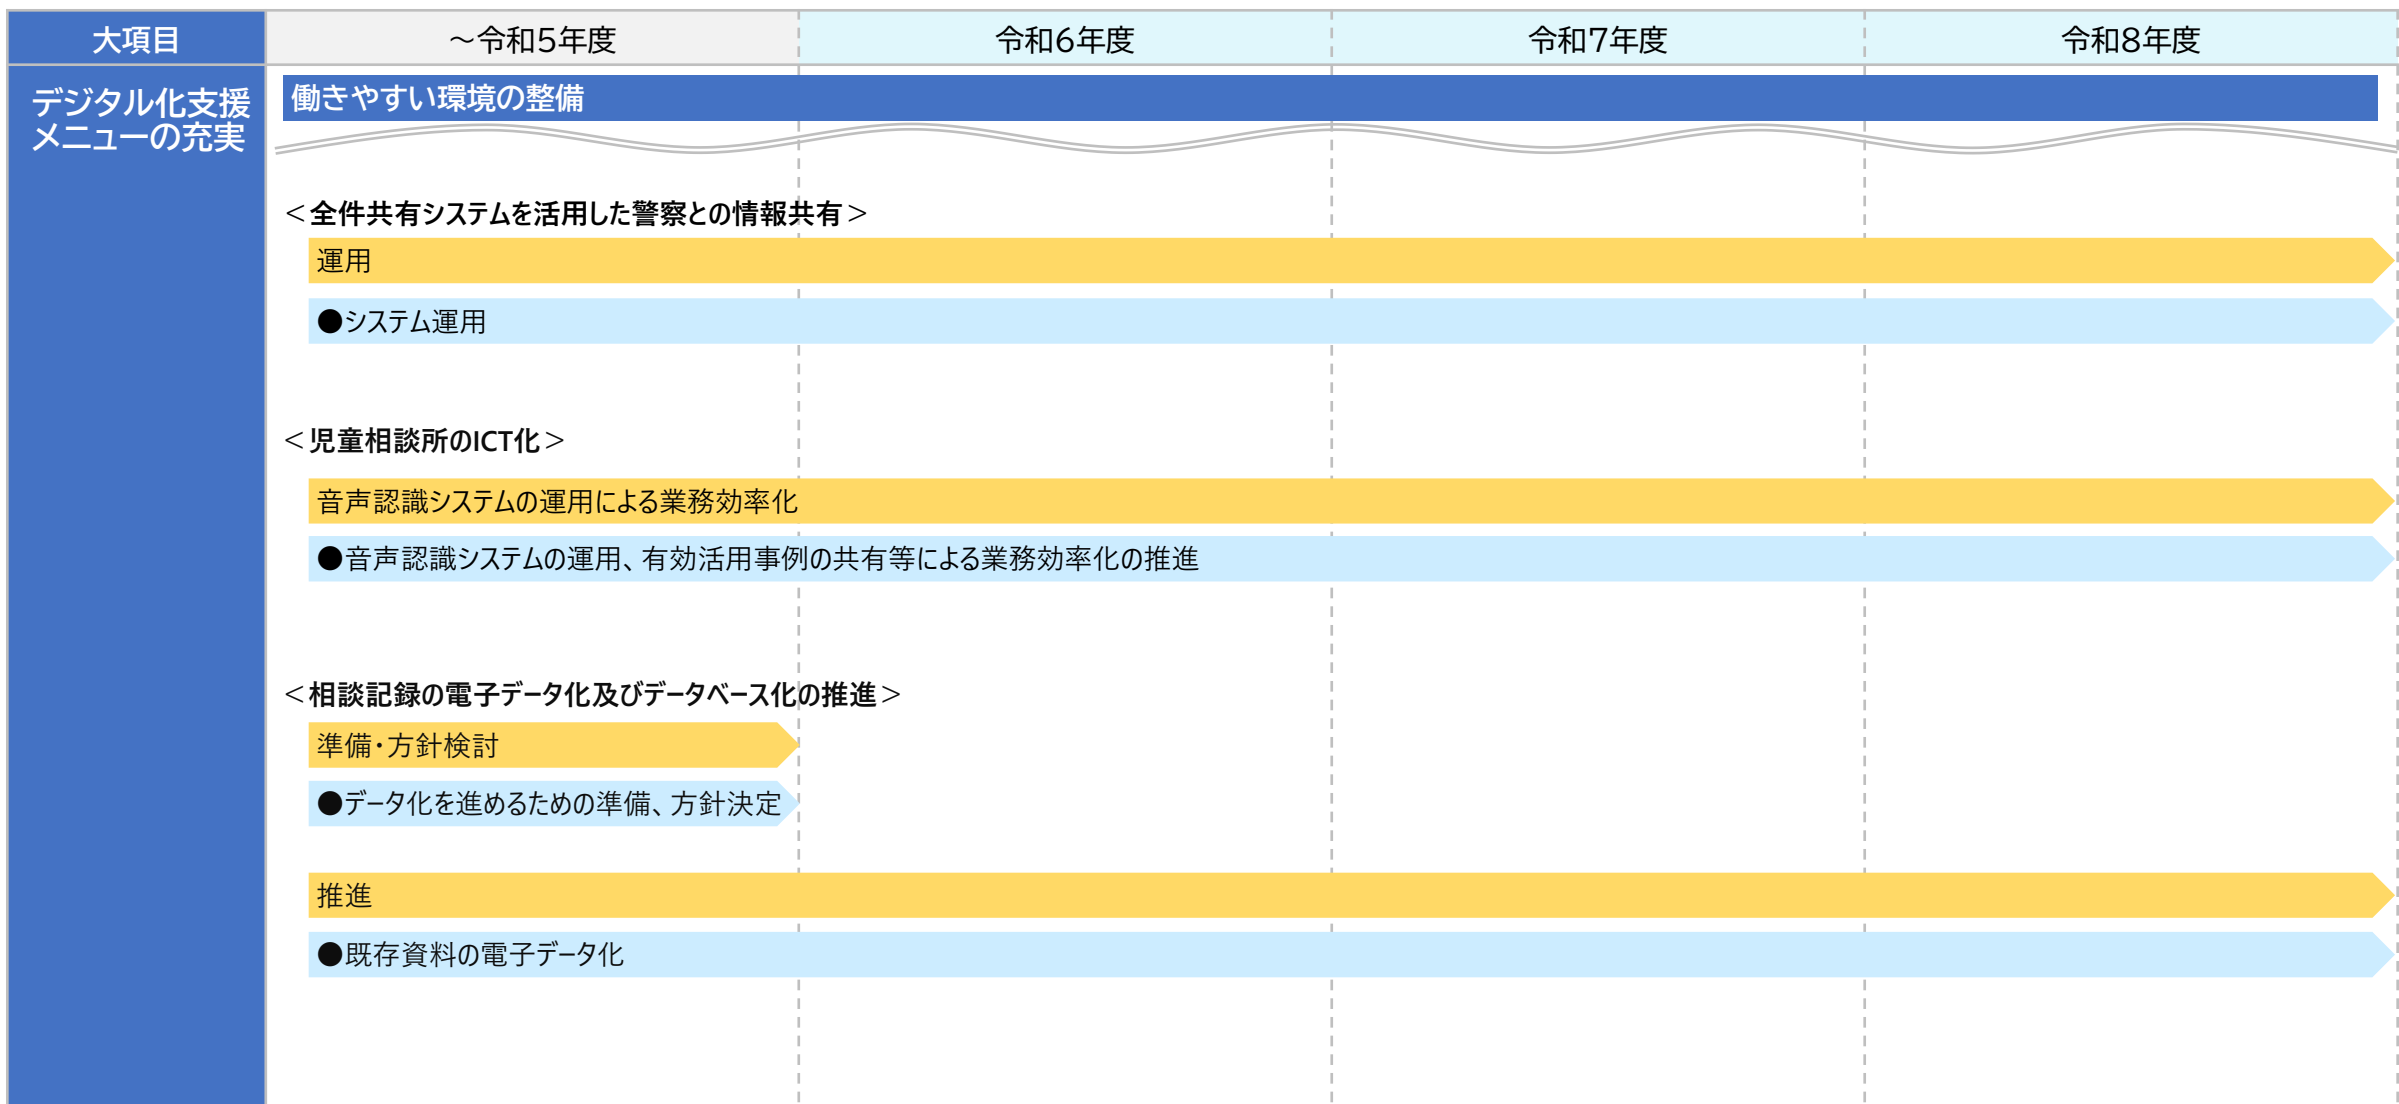 大項目
～令和5年度
令和6年度
令和7年度
令和8年度
デジタル化支援
メニューの充実
働きやすい環境の整備
＜全件共有システムを活用した警察との情報共有＞
運用
●システム運用
＜児童相談所のICT化＞
音声認識システムの運用による業務効率化
●音声認識システムの運用、有効活用事例の共有等による業務効率化の推進
＜相談記録の電子データ化及びデータベース化の推進＞
準備・方針検討
●データ化を進めるための準備、方針決定
推進
●既存資料の電子データ化